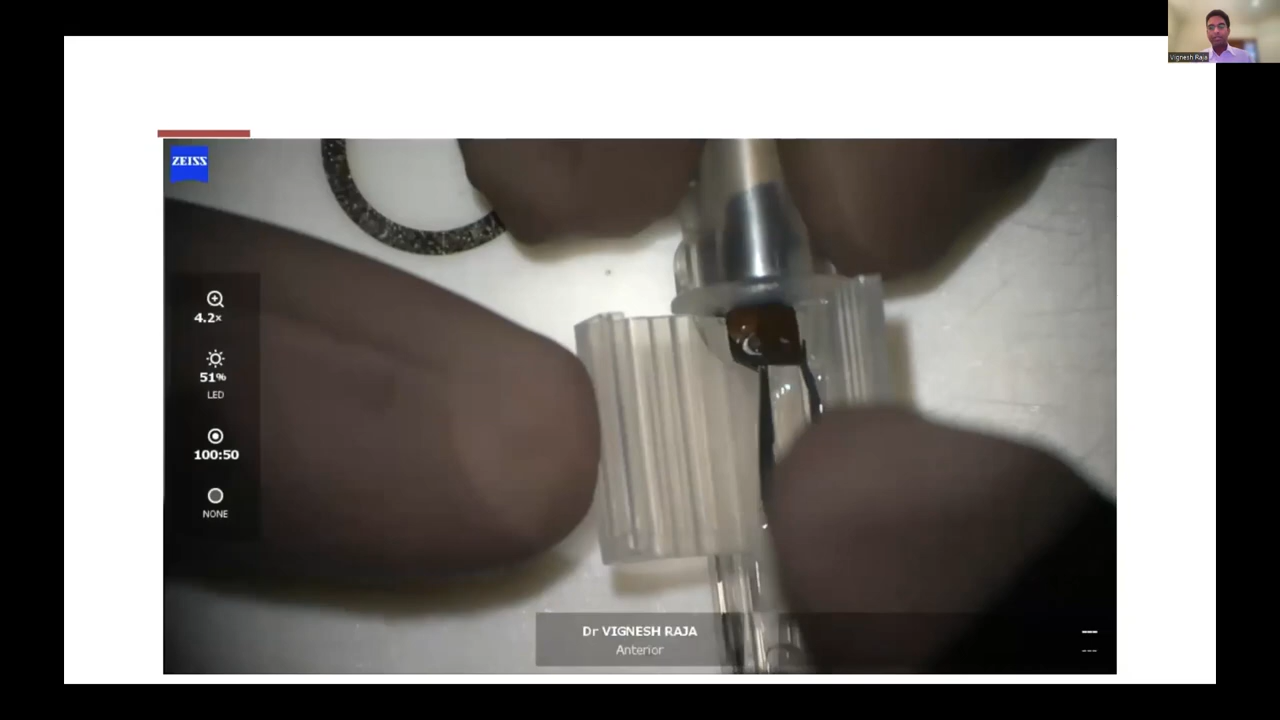 Vignesh Raja
ZEISS
4.2x
51%
LED
100:50
NONE
Dr VIGNESH RAJA
Anterior
---
---